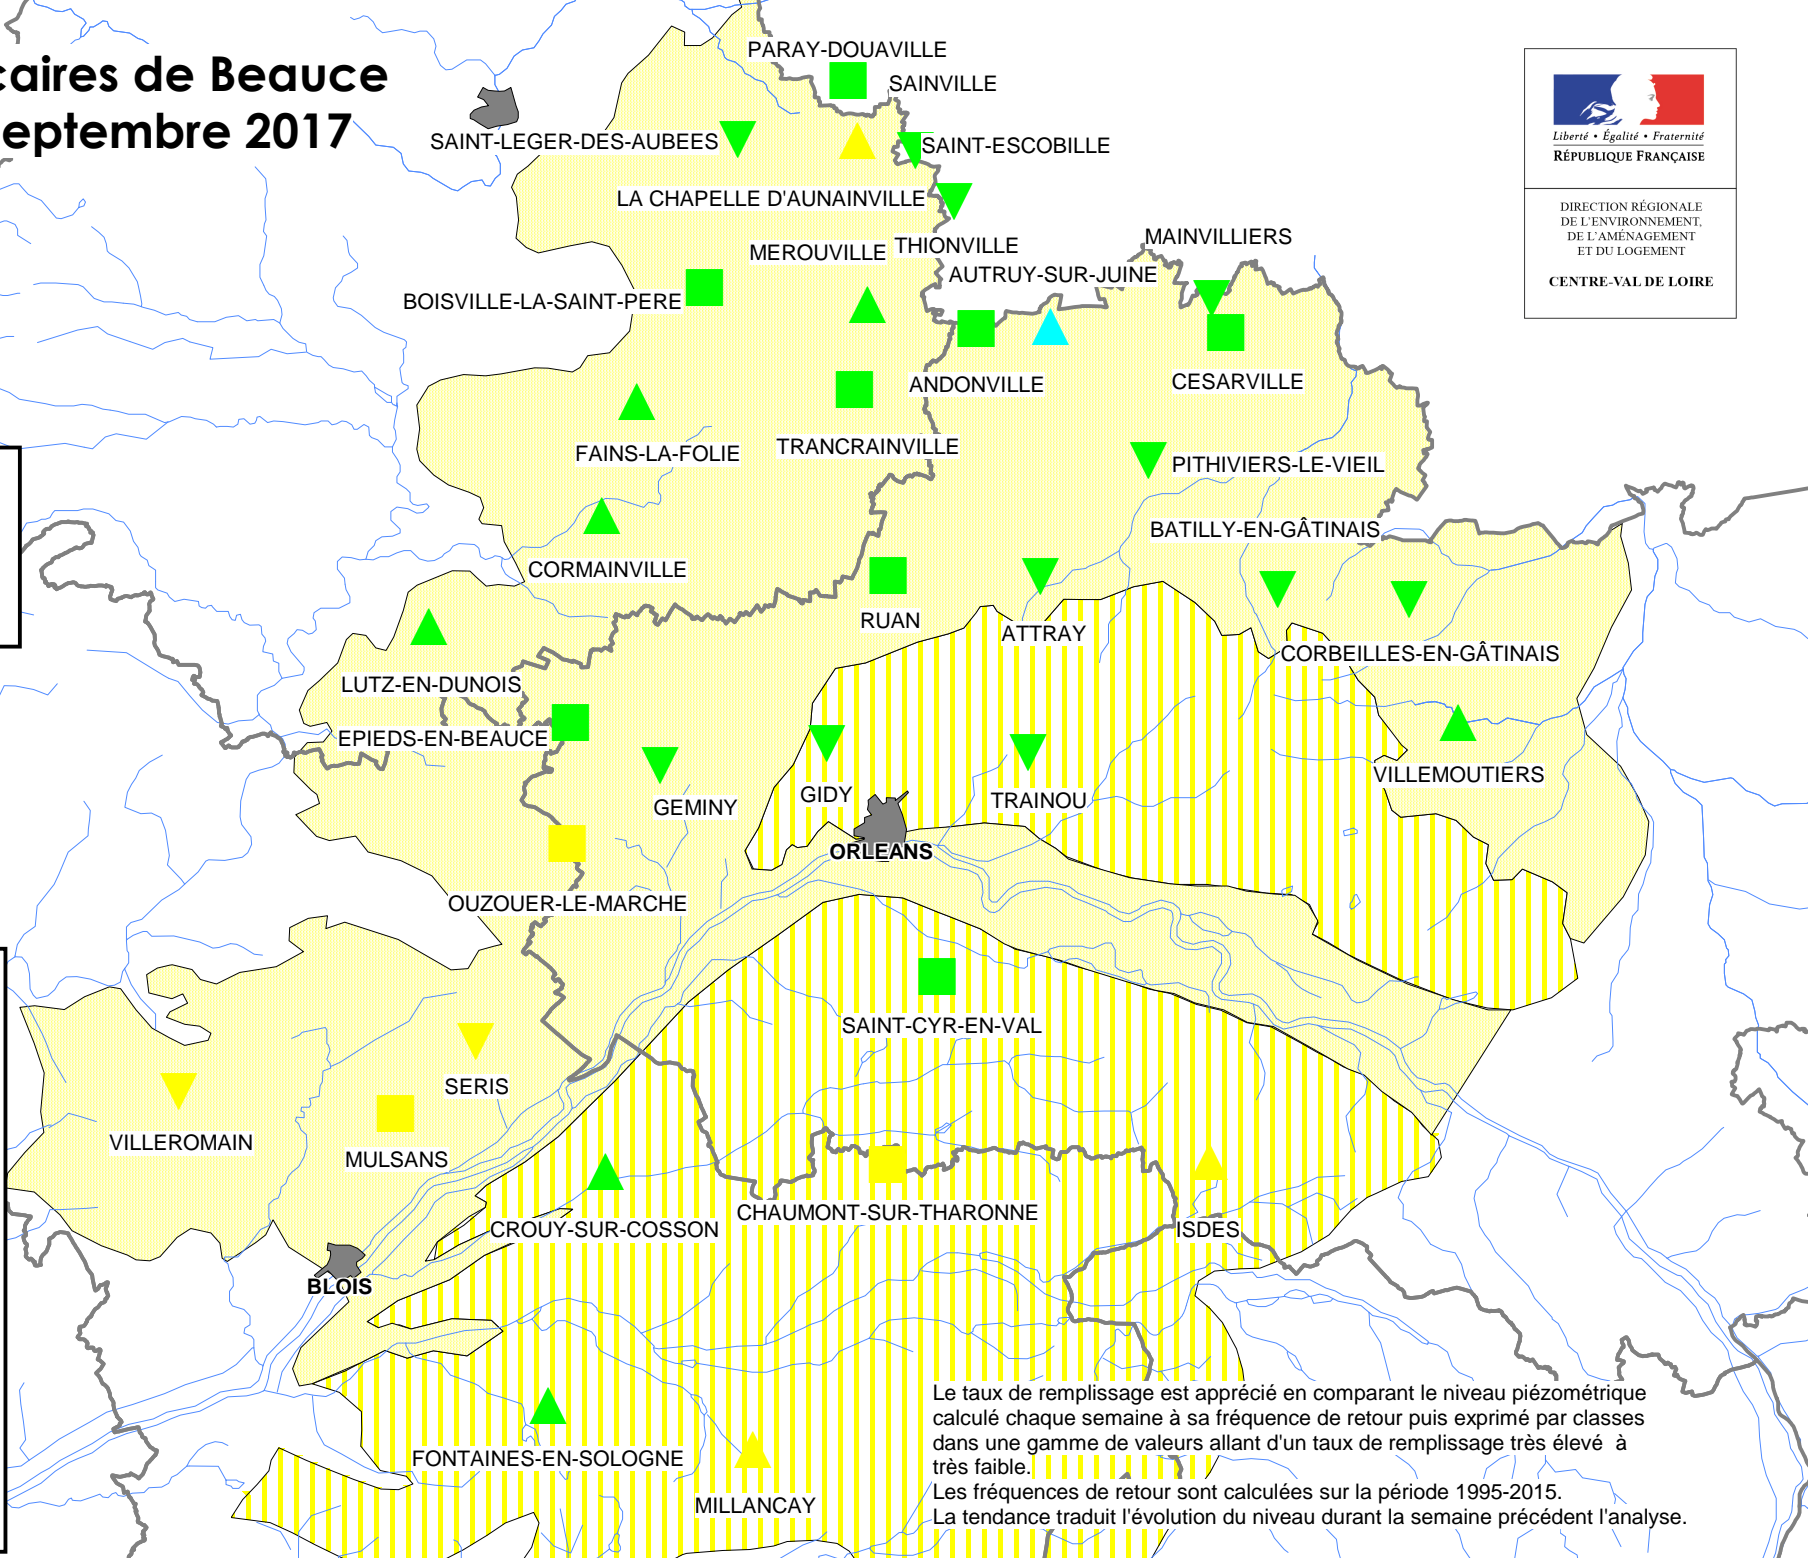 caires de Beauce
eptembre 2017
PARAY-DOUAVILLE
SAINVILLE
SAINT-LEGER-DES-AUBEES
SAINT-ESCOBILLE
LA CHAPELLE D'AUNAINVILLE
THIONVILLE
MEROUVILLE
MAINVILLIERS
AUTRUY-SUR-JUINE
BOISVILLE-LA-SAINT-PERE
ANDONVILLE
CESARVILLE
FAINS-LA-FOLIE
TRANCRAINVILLE
PITHIVIERS-LE-VIEIL
BATILLY-EN-GÂTINAIS
CORMAINVILLE
RUAN
ATTRAY
CORBEILLES-EN-GÂTINAIS
LUTZ-EN-DUNOIS
EPIEDS-EN-BEAUCE
VILLEMOUTIERS
GEMINY
GIDY
TRAINOU
ORLEANS
OUZOUER-LE-MARCHE
SAINT-CYR-EN-VAL
SERIS
VILLEROMAIN
MULSANS
CHAUMONT-SUR-THARONNE
CROUY-SUR-COSSON
ISDES
BLOIS
FONTAINES-EN-SOLOGNE
MILLANCAY
Liberté • Égalité • Fraternité
RÉPUBLIQUE FRANÇAISE
DIRECTION RÉGIONALE
DE L'ENVIRONNEMENT,
DE L'AMÉNAGEMENT
ET DU LOGEMENT
CENTRE-VAL DE LOIRE
Le taux de remplissage est apprécié en comparant le niveau piézométrique
calculé chaque semaine à sa fréquence de retour puis exprimé par classes
dans une gamme de valeurs allant d'un taux de remplissage très élevé à
très faible.
Les fréquences de retour sont calculées sur la période 1995-2015.
La tendance traduit l'évolution du niveau durant la semaine précédent l'analyse.